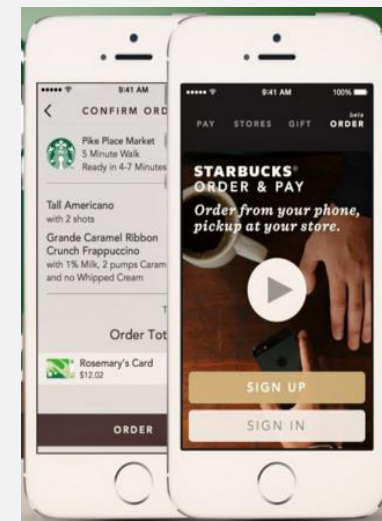 9:41 AM
CONFIRM ORD
Pike Place Market
5 Minute Walk
Ready in 4-7 Minutes
Tall Americano
with 2 shots
Grande Caramel Ribbon
Crunch Frappuccino
with 1% Milk, 2 pumps Caram
and no Whipped Cream
T
Order Tot
Rosemary's Card
$12.02
ORDER
9:41 AM 100%
beta
PAY STORES GIFT ORDER
STARBUCKS®
ORDER & PAY
Order from your phone,
pickup at your store.
SIGN UP
SIGN IN